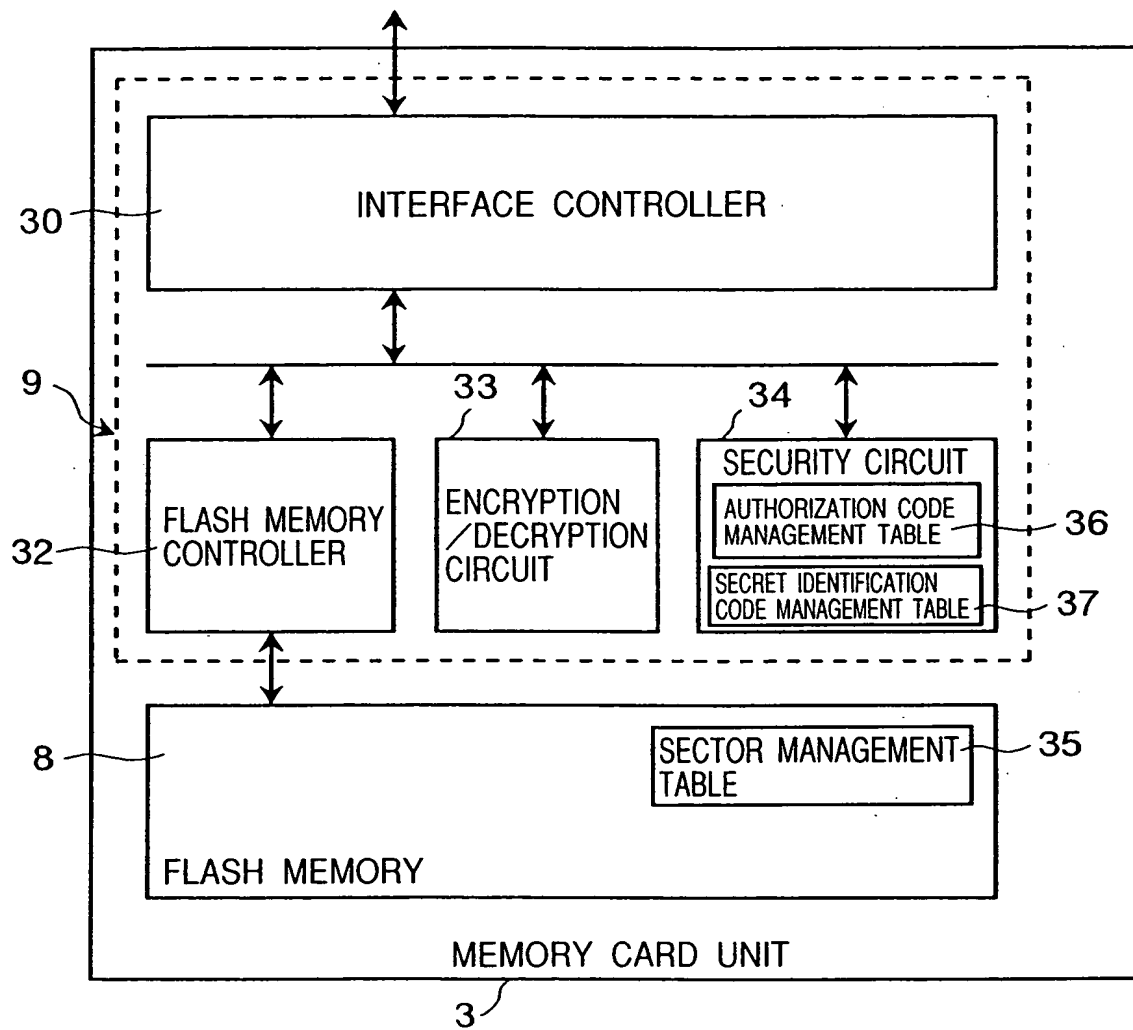 30
INTERFACE CONTROLLER
9
33
34
32
FLASH MEMORY
CONTROLLER
ENCRYPTION
/DECRYPTION
CIRCUIT
SECURITY CIRCUIT
AUTHORIZATION CODE
MANAGEMENT TABLE
36
SECRET IDENTIFICATION
CODE MANAGEMENT TABLE
37
8
SECTOR MANAGEMENT
TABLE
35
FLASH MEMORY
MEMORY CARD UNIT
3